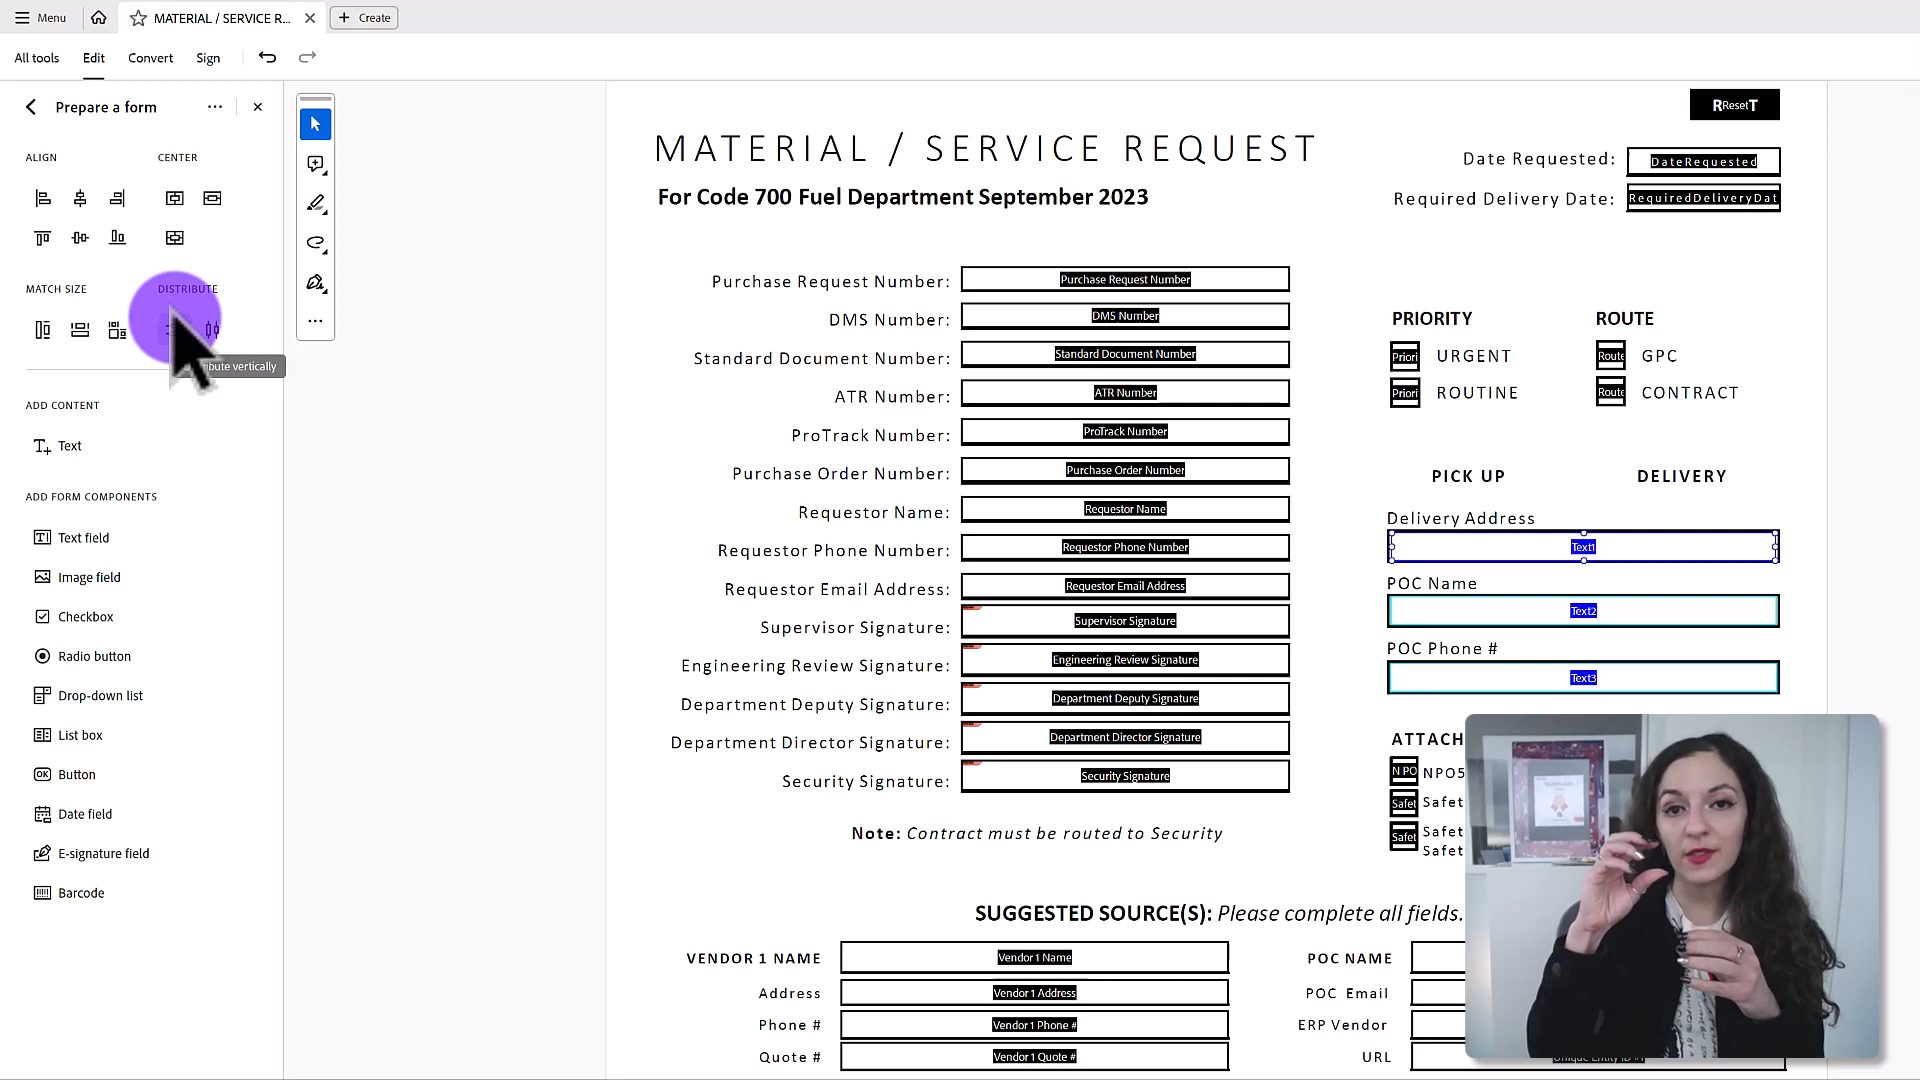 Menu
MATERIAL / SERVICE R...
Create
All tools
Edit
Convert
Sign
Prepare a form
ALIGN
CENTER
MATCH SIZE
DISTRIBUTE
bute vertically
ADD CONTENT
Text
ADD FORM COMPONENTS
Text field
Image field
Checkbox
Radio button
Drop-down list
List box
Button
Date field
E-signature field
Barcode
Reset
MATERIAL / SERVICE REQUEST
For Code 700 Fuel Department September 2023
Date Requested: DateRequested
Required Delivery Date: RequiredDeliveryDat
Purchase Request Number: Purchase Request Number
DMS Number: DMS Number
Standard Document Number: Standard Document Number
ATR Number: ATR Number
ProTrack Number: ProTrack Number
Purchase Order Number: Purchase Order Number
Requestor Name: Requestor Name
Requestor Phone Number: Requestor Phone Number
Requestor Email Address: Requestor Email Address
Supervisor Signature: Supervisor Signature
Engineering Review Signature: Engineering Review Signature
Department Deputy Signature: Department Deputy Signature
Department Director Signature: Department Director Signature
Security Signature: Security Signature
Note: Contract must be routed to Security
PRIORITY
ROUTE
Priori URGENT
Route GPC
Priori ROUTINE
Route CONTRACT
PICK UP
DELIVERY
Delivery Address
Text1
POC Name
Text2
POC Phone #
Text3
ATTACH
N PO NPO5
Safet Safet
Safet Safet
Safet
SUGGESTED SOURCE(S): Please complete all fields.
VENDOR 1 NAME Vendor 1 Name
POC NAME
Address Vendor 1 Address
POC Email
Phone # Vendor 1 Phone #
ERP Vendor
Quote # Vendor 1 Quote #
URL